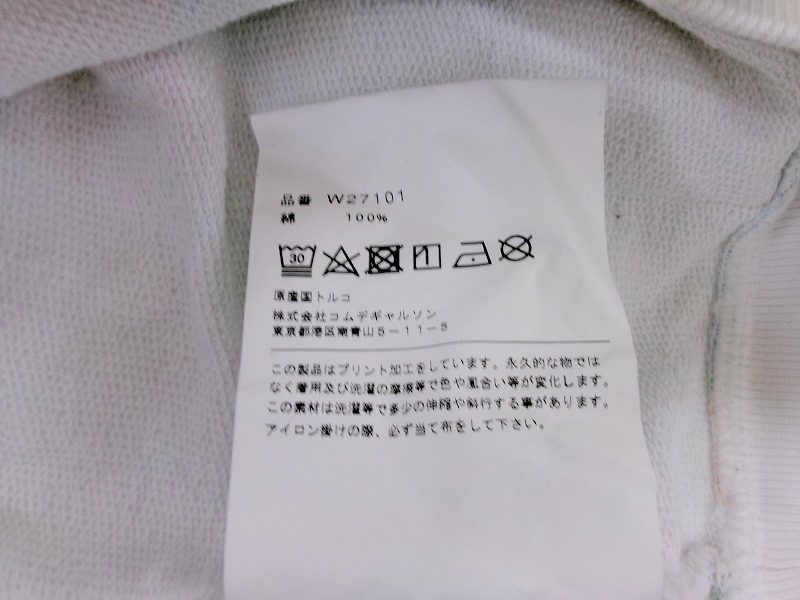 品番 W27101
綿 100%
30
原産国トルコ
株式会社コムデギャルソン
東京都港区南青山5-11-5
この製品はプリント加工をしています。永久的な物では
なく着用及び洗濯の摩擦等で色や風合い等が変化します。
この素材は洗濯等で多少の伸縮や斜行する事があります。
アイロン掛けの際、必ず当て布をして下さい。